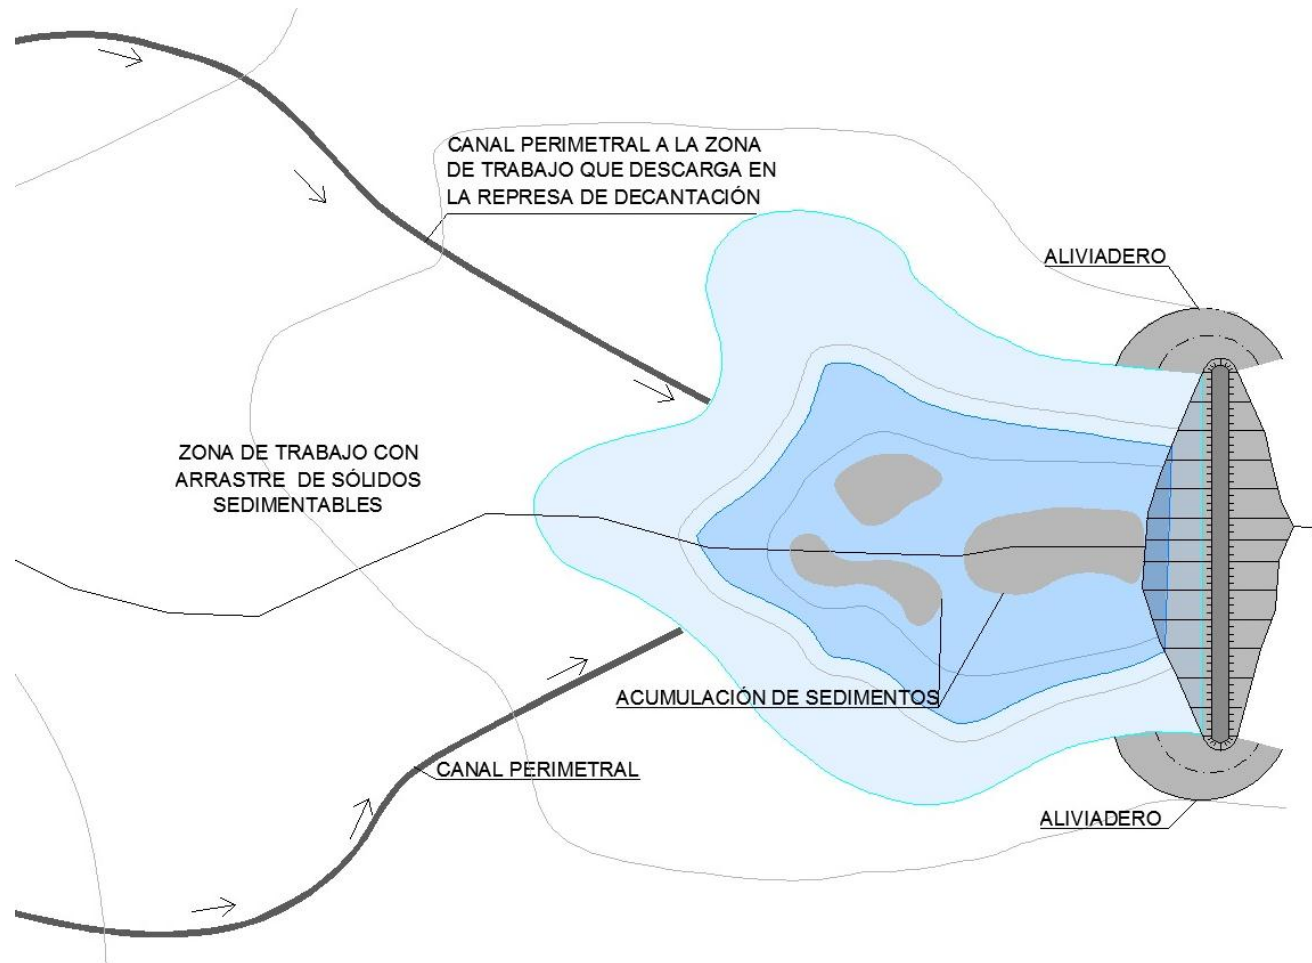 CANAL PERIMETRAL A LA ZONA
DE TRABAJO QUE DESCARGA EN
LA REPRESA DE DECANTACIÓN
ALIVIADERO
ZONA DE TRABAJO CON
ARRASTRE DE SÓLIDOS
SEDIMENTABLES
ACUMULACIÓN DE SEDIMENTOS
CANAL PERIMETRAL
ALIVIADERO